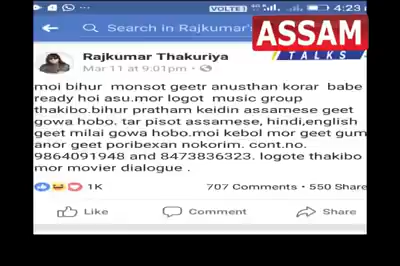 VOLTE 4:23
Search in Rajkumar's
ASSAM
TALKS
Rajkumar Thakuriya
Mar 11 at 9:01pm
moi bihur monsot geetr anusthan korar babe
ready hoi asu.mor logot music group
thakibo.bihur pratham keidin assamese geet
gowa hobo. tar pisot assamese, hindi,english
geet milai gowa hobo.moi kebol mor geet gum
anor geet poribexan nokorim. cont.no.
9864091948 and 8473836323. logote thakibo
mor movier dialogue .
1K 707 Comments • 550 Share
Like Comment Share